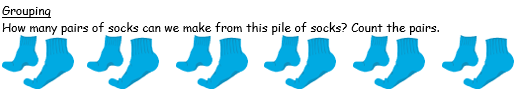 Grouping
How many pairs of socks can we make from this pile of socks? Count the pairs.